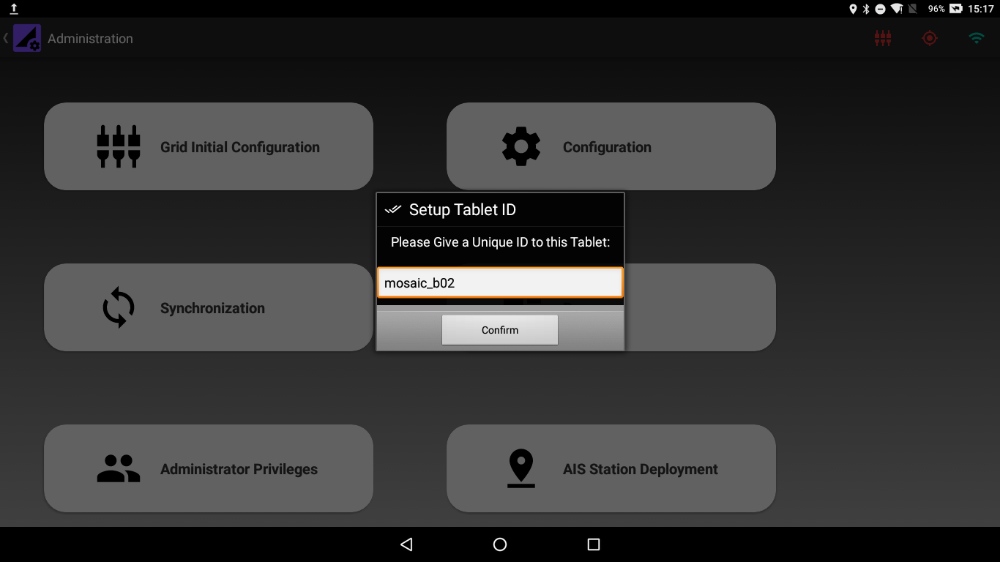 96% 15:17
Administration
Grid Initial Configuration
Configuration
Setup Tablet ID
Please Give a Unique ID to this Tablet:
mosaic_b02
Confirm
Synchronization
Administrator Privileges
AIS Station Deployment